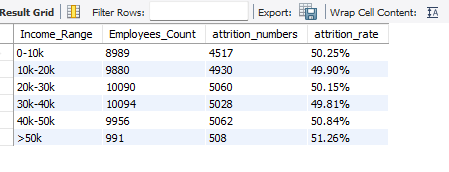 Result Grid Filter Rows: Export: Wrap Cell Content: IA
Income_Range Employees_Count attrition_numbers attrition_rate
0-10k 8989 4517 50.25%
10k-20k 9880 4930 49.90%
20k-30k 10090 5060 50.15%
30k-40k 10094 5028 49.81%
40k-50k 9956 5062 50.84%
>50k 991 508 51.26%